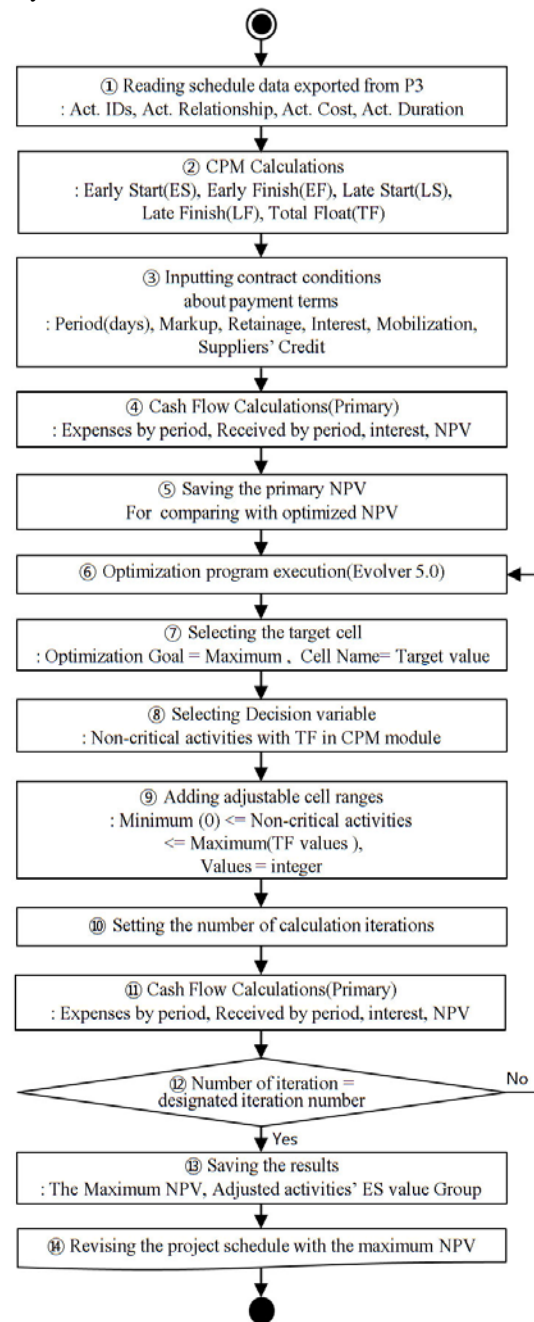 ① Reading schedule data exported from P3
: Act. IDs, Act. Relationship, Act. Cost, Act. Duration
② CPM Calculations
: Early Start(ES), Early Finish(EF), Late Start(LS),
Late Finish(LF), Total Float(TF)
③ Inputting contract conditions
about payment terms
: Period(days), Markup, Retainage, Interest, Mobilization,
Suppliers' Credit
④ Cash Flow Calculations(Primary)
: Expenses by period, Received by period, interest, NPV
⑤ Saving the primary NPV
For comparing with optimized NPV
⑥ Optimization program execution(Evolver 5.0)
⑦ Selecting the target cell
: Optimization Goal = Maximum , Cell Name= Target value
⑧ Selecting Decision variable
: Non-critical activities with TF in CPM module
⑨ Adding adjustable cell ranges
: Minimum (0) <= Non-critical activities
<= Maximum(TF values ),
Values = integer
⑩ Setting the number of calculation iterations
⑪ Cash Flow Calculations(Primary)
: Expenses by period, Received by period, interest, NPV
⑫ Number of iteration =
designated iteration number
No
Yes
⑬ Saving the results
: The Maximum NPV, Adjusted activities' ES value Group
⑭ Revising the project schedule with the maximum NPV